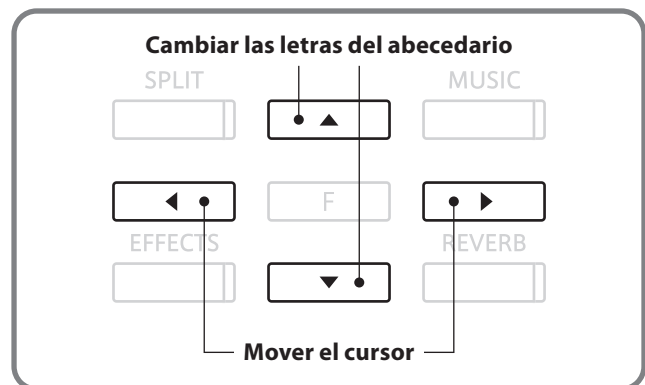 Cambiar las letras del abecedario
SPLIT MUSIC
F
EFFECTS REVERB
Mover el cursor